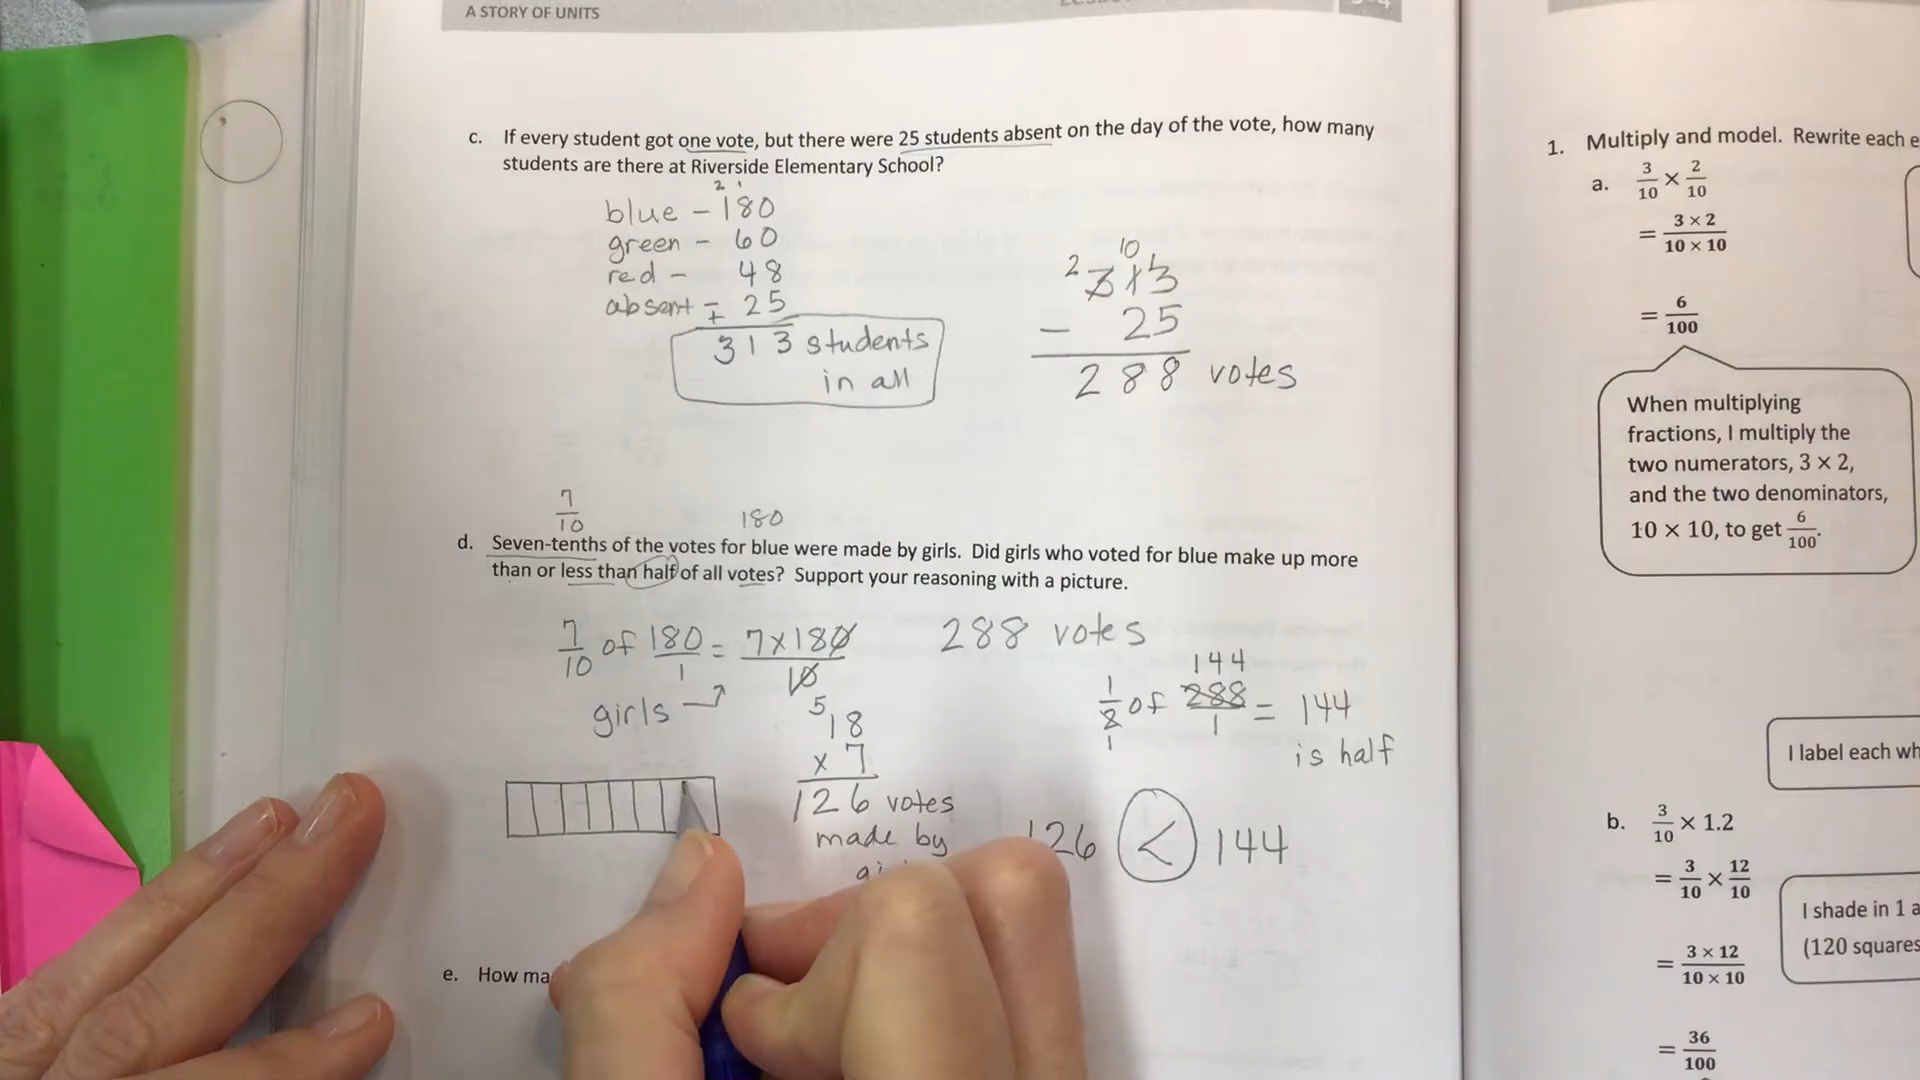 A STORY OF UNITS
c. If every student got one vote, but there were 25 students absent on the day of the vote, how many
students are there at Riverside Elementary School?
2 1
blue - 180
green - 60
red - 48
absent - + 25
313 students
in all
10
2 313
- 25
288 votes
7/10
180
d. Seven-tenths of the votes for blue were made by girls. Did girls who voted for blue make up more
than or less than half of all votes? Support your reasoning with a picture.
7/10 of 180/1 = 7x180/10
girls
5
18
x 7
126 votes
made by
288 votes
144
1/2 of 288/1 = 144
1
is half
126 < 144
e. How
1. Multiply and model. Rewrite each
a. 3/10 × 2/10
= 3 × 2/10 × 10
= 6/100
When multiplying
fractions, I multiply the
two numerators, 3 × 2,
and the two denominators,
10 × 10, to get 6/100.
I label each
b. 3/10 × 1.2
= 3/10 × 12/10
= 3 × 12/10 × 10
= 36/100
I shade in 1
(120 squares